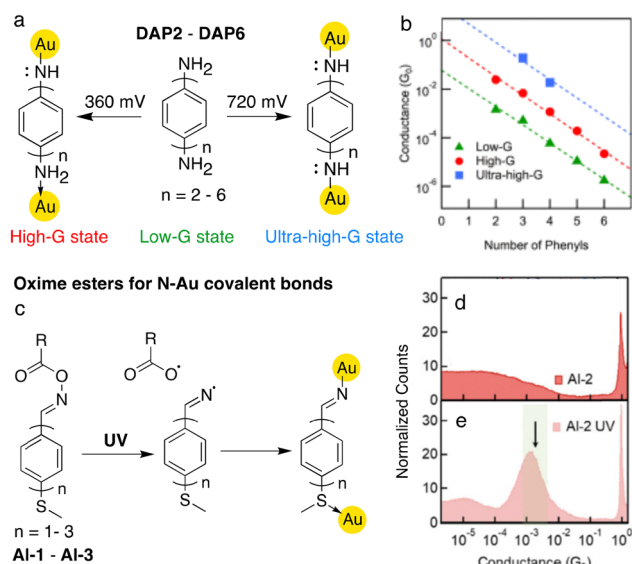 a
DAP2 - DAP6
Au
:NH
n
NH2
Au
360 mV
NH2
n
NH2
n = 2 - 6
720 mV
Au
:NH
n
:NH
Au
High-G state
Low-G state
Ultra-high-G state
b
Conductance (G0)
10^0
10^-2
10^-4
10^-6
Low-G
High-G
Ultra-high-G
0 1 2 3 4 5 6
Number of Phenyls
Oxime esters for N-Au covalent bonds
c
R
O
O
N
n
S
n = 1- 3
AI-1 - AI-3
UV
R
O
O·
N·
n
S
Au
N
n
S
Au
Normalized Counts
d
30
20
10
0
AI-2
e
30
20
10
0
AI-2 UV
10^-5 10^-4 10^-3 10^-2 10^-1 10^0